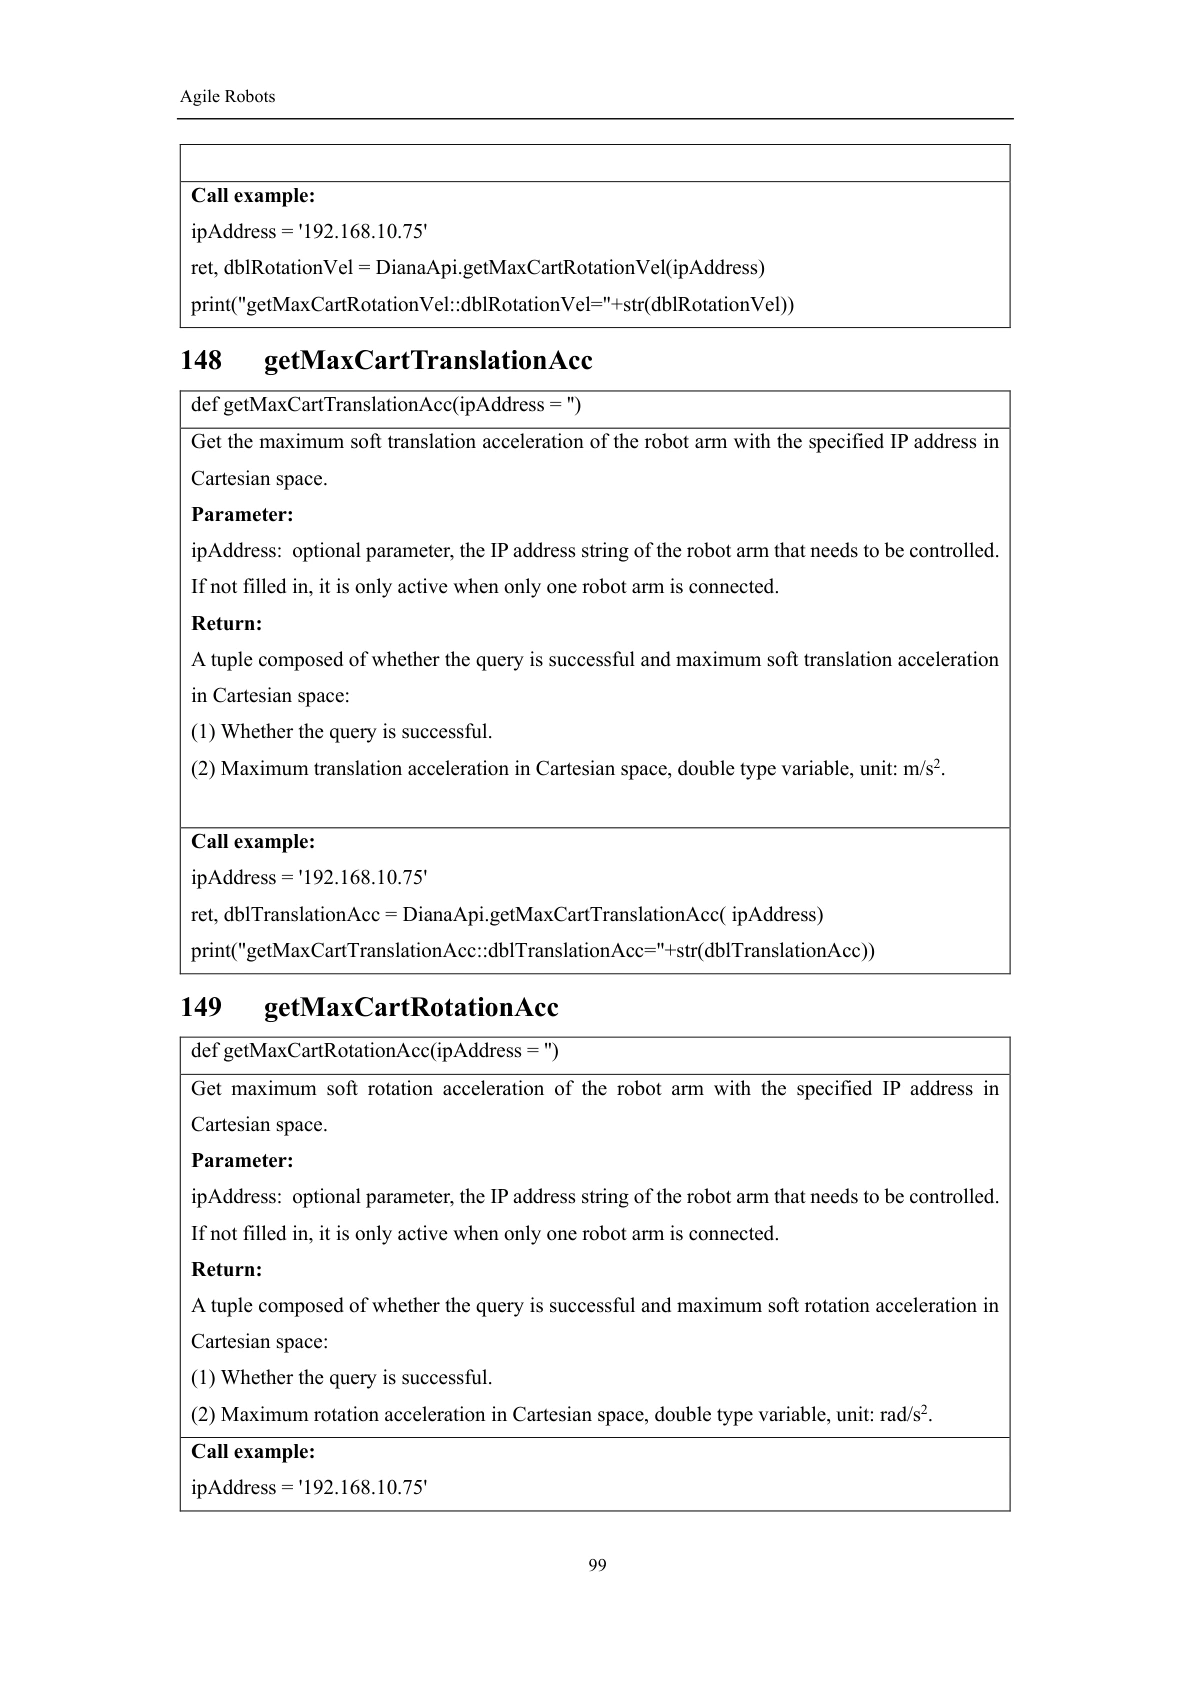 Agile Robots
Call example:
ipAddress = '192.168.10.75'
ret, dblRotationVel = DianaApi.getMaxCartRotationVel(ipAddress)
print("getMaxCartRotationVel::dblRotationVel="+str(dblRotationVel))
148 getMaxCartTranslationAcc
def getMaxCartTranslationAcc(ipAddress = '')
Get the maximum soft translation acceleration of the robot arm with the specified IP address in
Cartesian space.
Parameter:
ipAddress: optional parameter, the IP address string of the robot arm that needs to be controlled.
If not filled in, it is only active when only one robot arm is connected.
Return:
A tuple composed of whether the query is successful and maximum soft translation acceleration
in Cartesian space:
(1) Whether the query is successful.
(2) Maximum translation acceleration in Cartesian space, double type variable, unit: m/s².
Call example:
ipAddress = '192.168.10.75'
ret, dblTranslationAcc = DianaApi.getMaxCartTranslationAcc( ipAddress)
print("getMaxCartTranslationAcc::dblTranslationAcc="+str(dblTranslationAcc))
149 getMaxCartRotationAcc
def getMaxCartRotationAcc(ipAddress = '')
Get maximum soft rotation acceleration of the robot arm with the specified IP address in
Cartesian space.
Parameter:
ipAddress: optional parameter, the IP address string of the robot arm that needs to be controlled.
If not filled in, it is only active when only one robot arm is connected.
Return:
A tuple composed of whether the query is successful and maximum soft rotation acceleration in
Cartesian space:
(1) Whether the query is successful.
(2) Maximum rotation acceleration in Cartesian space, double type variable, unit: rad/s².
Call example:
ipAddress = '192.168.10.75'
99